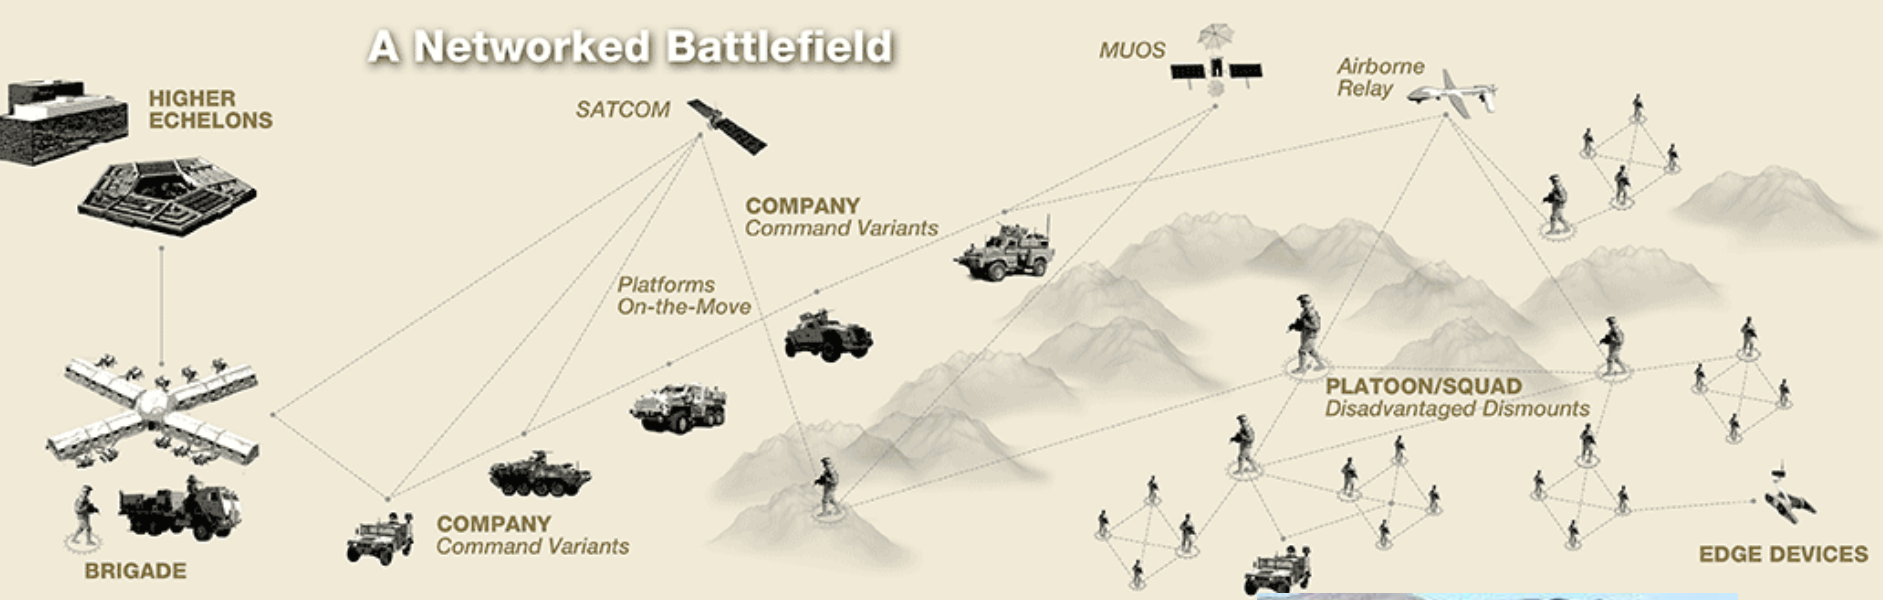 A Networked Battlefield
HIGHER
ECHELONS
SATCOM
MUOS
Airborne
Relay
COMPANY
Command Variants
Platforms
On-the-Move
PLATOON/SQUAD
Disadvantaged Dismounts
COMPANY
Command Variants
BRIGADE
EDGE DEVICES